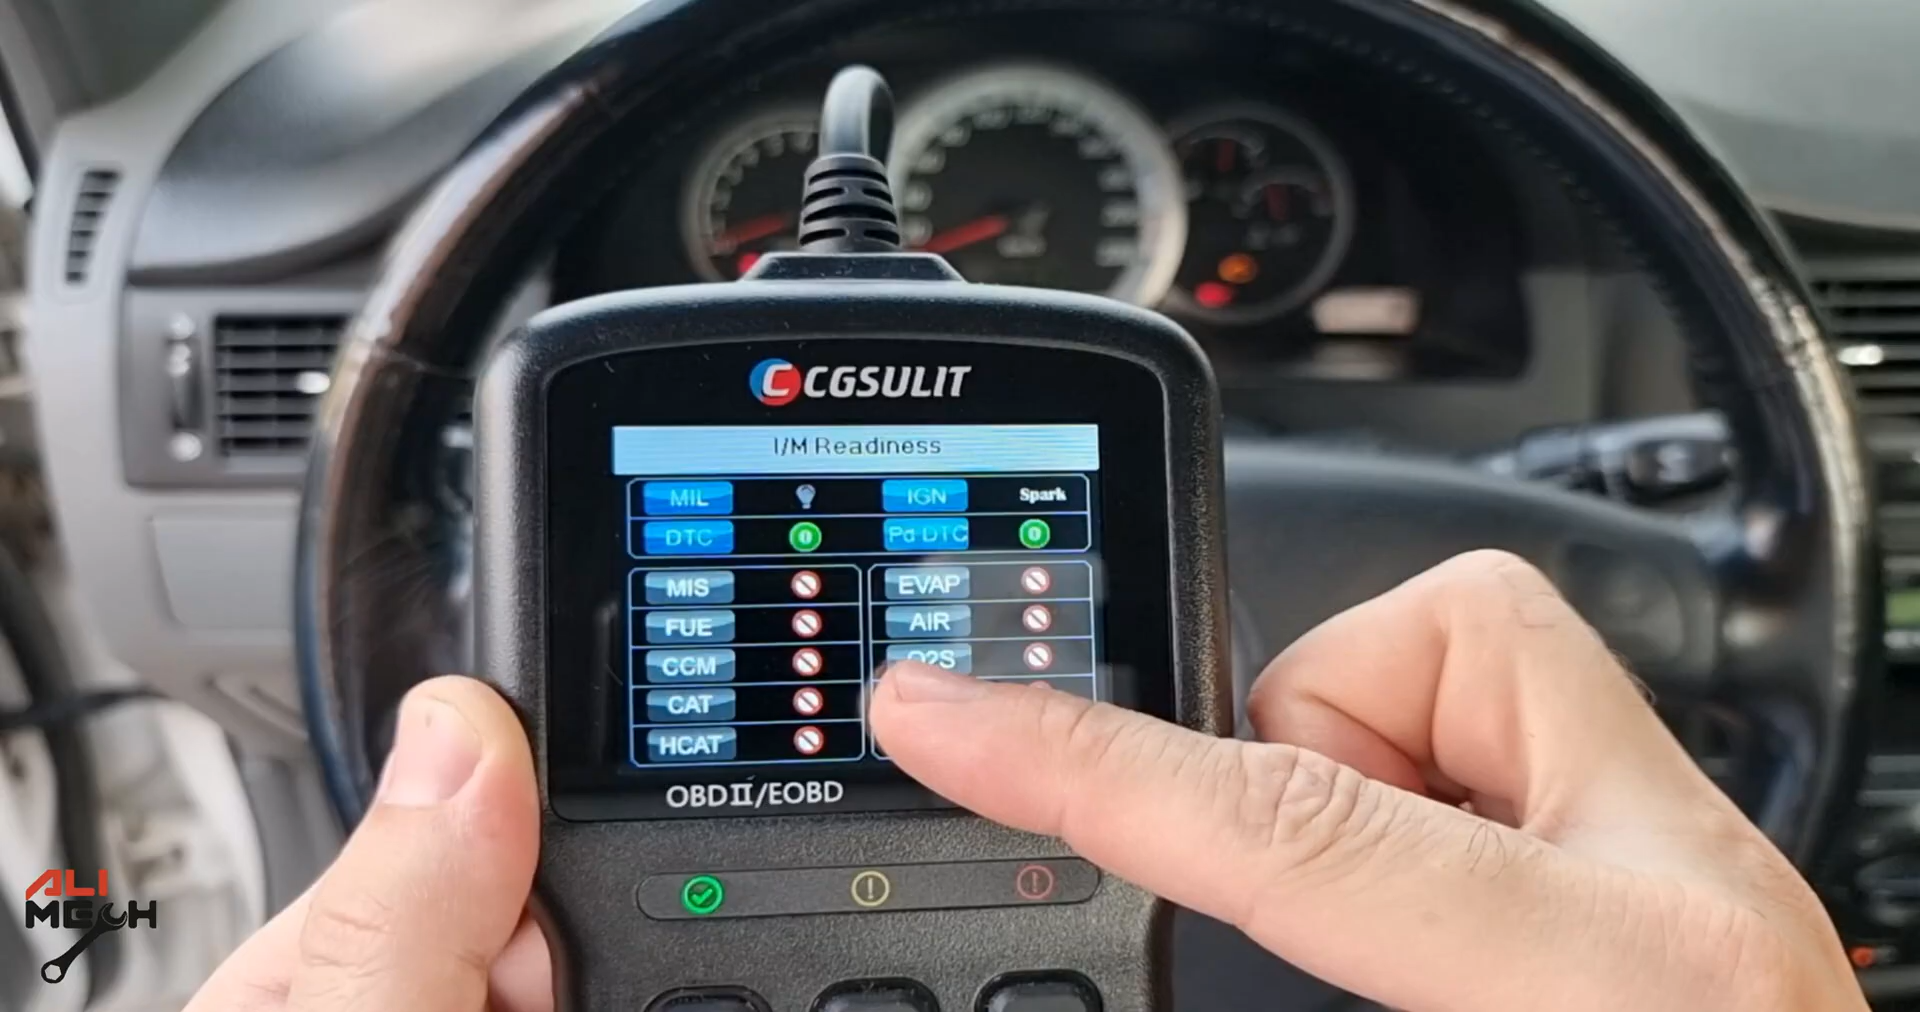 CGSULIT
I/M Readiness
MIL IGN Spark
DTC 0 Pd DTC 0
MIS EVAP
FUE AIR
CCM O2S
CAT
HCAT
OBDII/EOBD
ALI
MECH